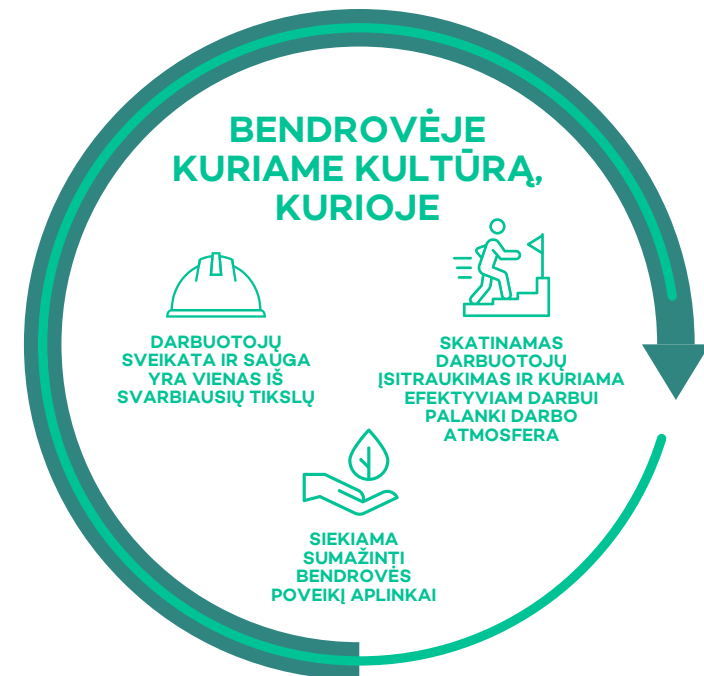 BENDROVĖJE
KURIAME KULTŪRĄ,
KURIOJE
DARBUOTOJŲ
SVEIKATA IR SAUGA
YRA VIENAS IŠ
SVARBIAUSIŲ TIKSLŲ
SKATINAMAS
DARBUOTOJŲ
ĮSITRAUKIMAS IR KURIAMA
EFEKTYVIAM DARBUI
PALANKI DARBO
ATMOSFERA
SIEKIAMA
SUMAŽINTI
BENDROVĖS
POVEIKĮ APLINKAI